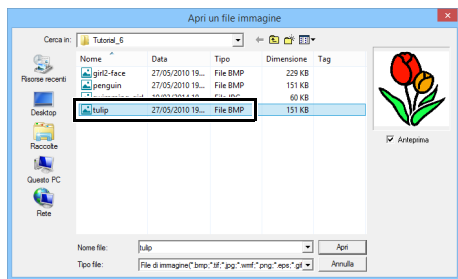 Apri un file immagine
Cerca in: Tutorial_6
Nome Data Tipo Dimensione Tag
girl2-face 27/05/2010 19... File BMP 229 KB
penguin 27/05/2010 19... File BMP 151 KB
60 KB
tulip 27/05/2010 19... File BMP 151 KB
Risorse recenti
Desktop
Raccolte
Questo PC
Rete
Anteprima
Nome file: tulip Apri
Tipo file: File di immagine(*.bmp;*.tif;*.jpg;*.wmf;*.png;*.eps;*.gif Annulla